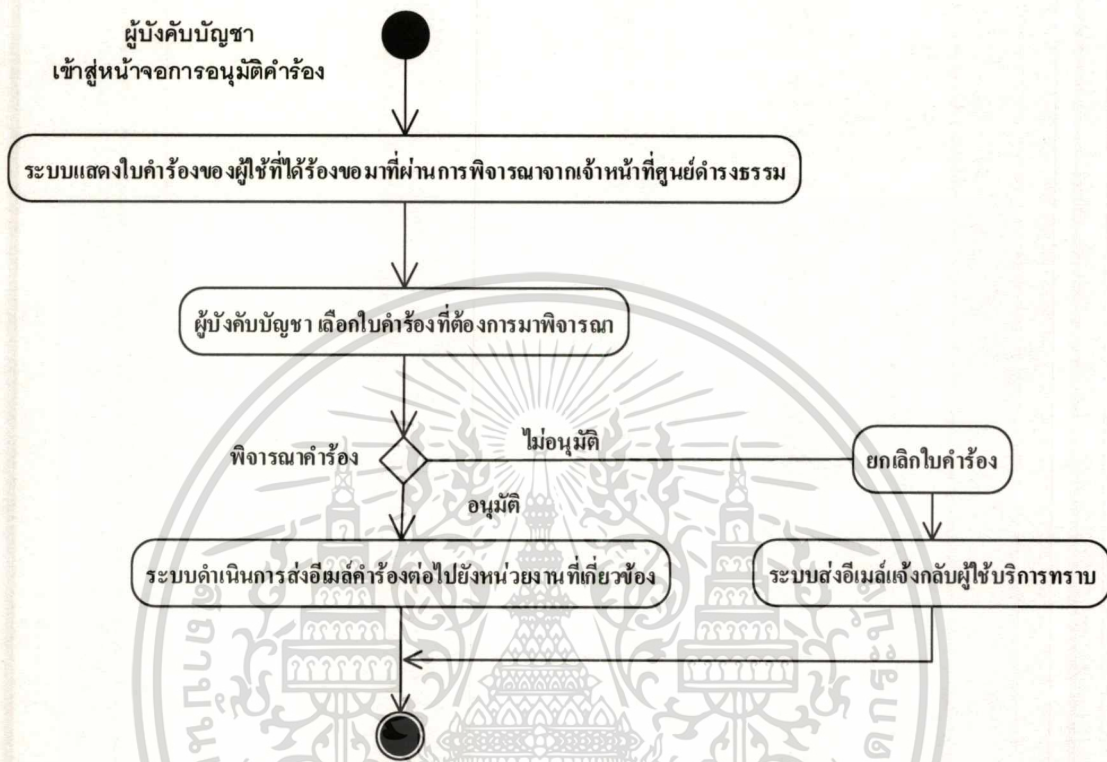 ผู้บังคับบัญชา
เข้าสู่หน้าจอการอนุมัติคำร้อง
ระบบแสดงใบคำร้องของผู้ใช้ที่ได้ร้องขอมาที่ผ่านการพิจารณาจากเจ้าหน้าที่ศูนย์ดำรงธรรม
ผู้บังคับบัญชา เลือกใบคำร้องที่ต้องการมาพิจารณา
พิจารณาคำร้อง
ไม่อนุมัติ
ยกเลิกใบคำร้อง
อนุมัติ
ระบบดำเนินการส่งอีเมล์คำร้องต่อไปยังหน่วยงานที่เกี่ยวข้อง
ระบบส่งอีเมล์แจ้งกลับผู้ใช้บริการทราบ